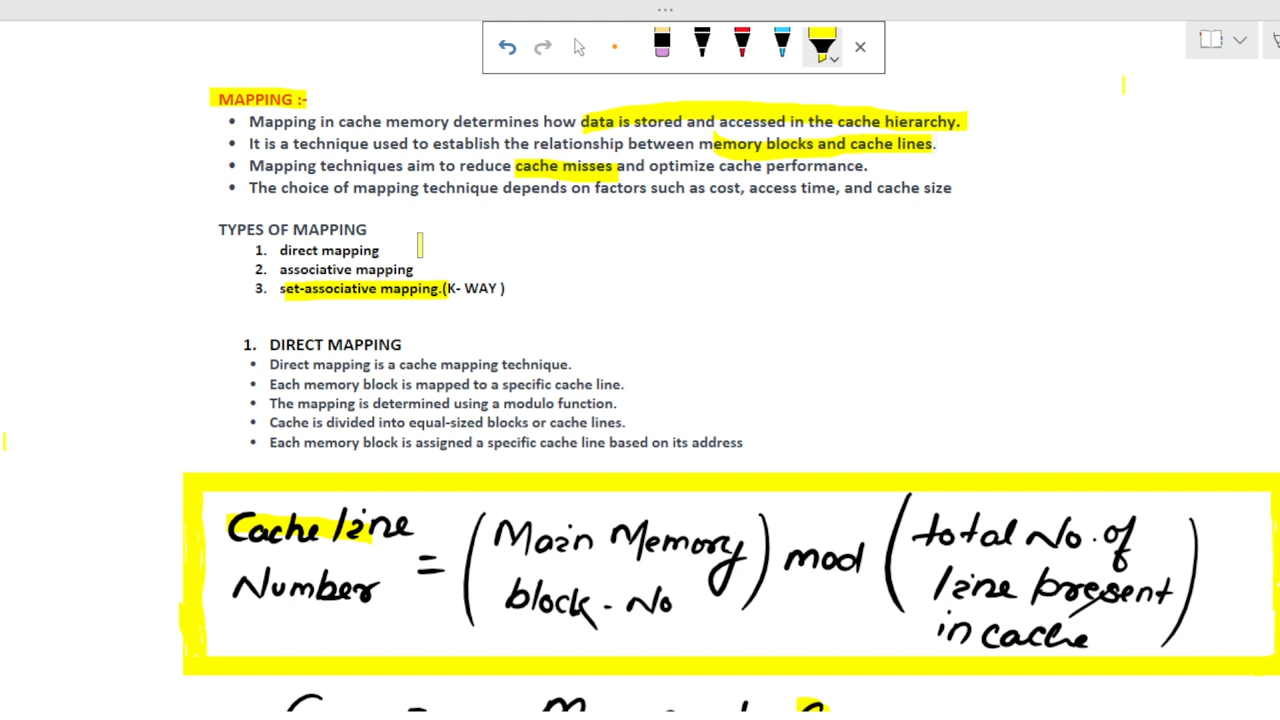 MAPPING :-
• Mapping in cache memory determines how data is stored and accessed in the cache hierarchy.
• It is a technique used to establish the relationship between memory blocks and cache lines.
• Mapping techniques aim to reduce cache misses and optimize cache performance.
• The choice of mapping technique depends on factors such as cost, access time, and cache size
TYPES OF MAPPING
1. direct mapping
2. associative mapping
3. set-associative mapping.(K- WAY )
1. DIRECT MAPPING
• Direct mapping is a cache mapping technique.
• Each memory block is mapped to a specific cache line.
• The mapping is determined using a modulo function.
• Cache is divided into equal-sized blocks or cache lines.
• Each memory block is assigned a specific cache line based on its address
Cache line Number = (Main Memory block - No) mod (total No. of line present in cache)